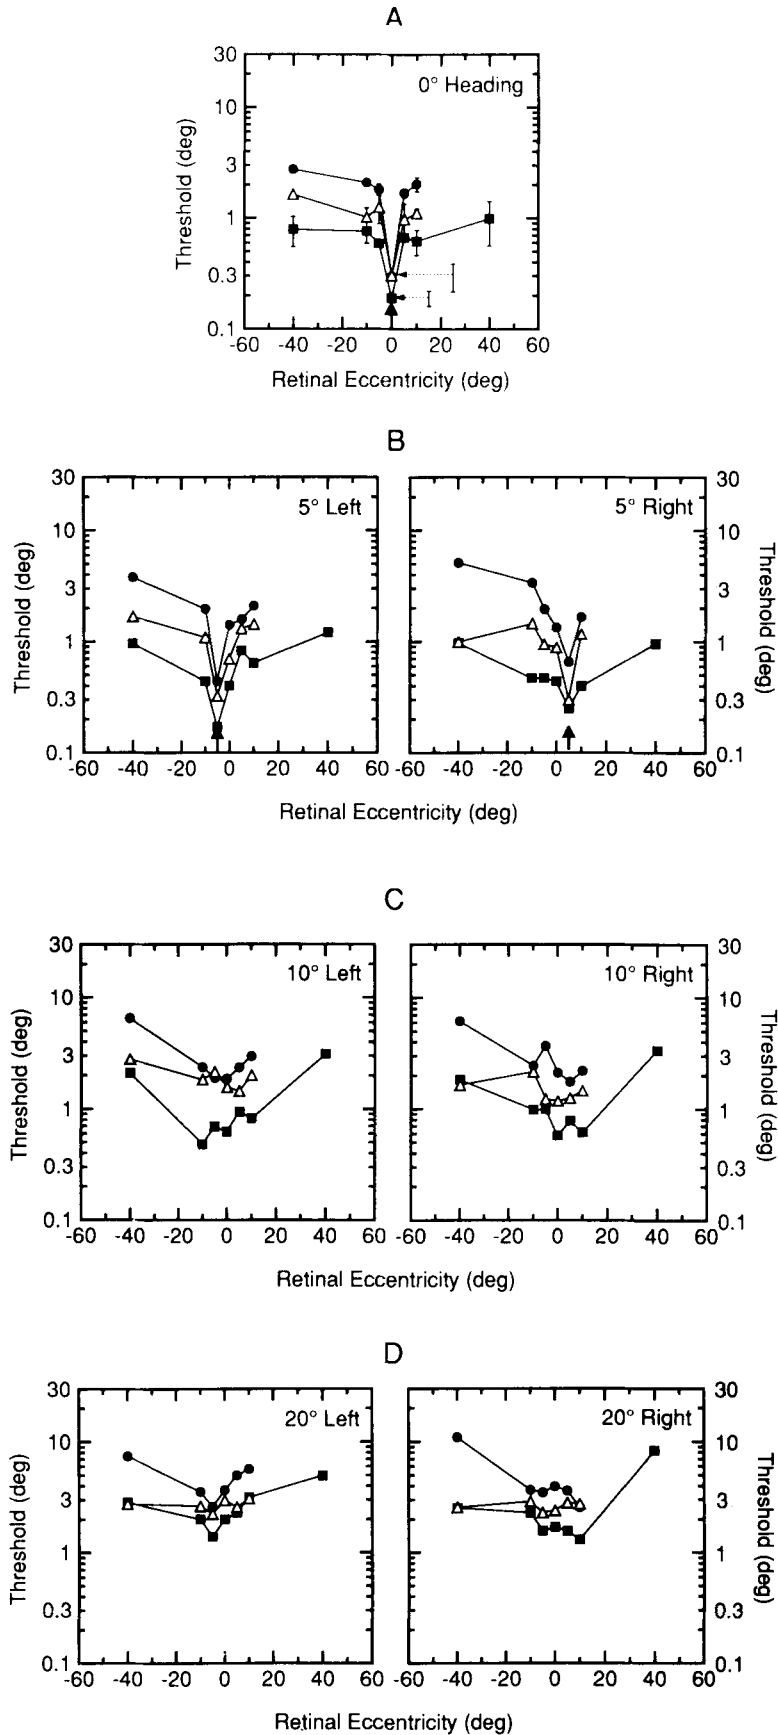 A
0° Heading
Threshold (deg)
30
10
3
1
0.3
0.1
-60 -40 -20 0 20 40 60
Retinal Eccentricity (deg)
B
5° Left
5° Right
Threshold (deg)
30
10
3
1
0.3
0.1
30
10
3
1
0.3
0.1
Threshold (deg)
-60 -40 -20 0 20 40 60 -40 -20 0 20 40 60
Retinal Eccentricity (deg)
C
10° Left
10° Right
Threshold (deg)
30
10
3
1
0.3
0.1
30
10
3
1
0.3
0.1
Threshold (deg)
-60 -40 -20 0 20 40 -60 -40 -20 0 20 40 60
Retinal Eccentricity (deg)
D
20° Left
20° Right
Threshold (deg)
30
10
3
1
0.3
0.1
30
10
3
1
0.3
0.1
Threshold (deg)
-60 -40 -20 0 20 40 -60 -40 -20 0 20 40 60
Retinal Eccentricity (deg)